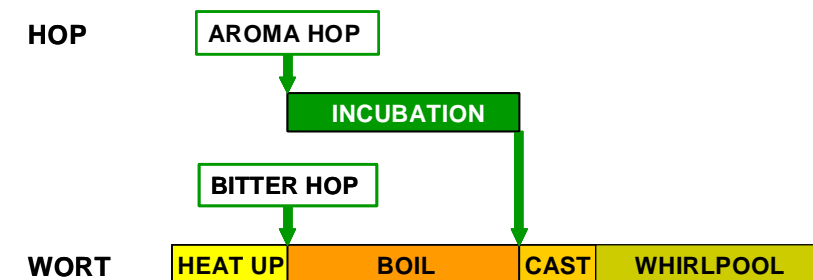 HOP AROMA HOP
INCUBATION
BITTER HOP
WORT HEAT UP BOIL CAST WHIRLPOOL